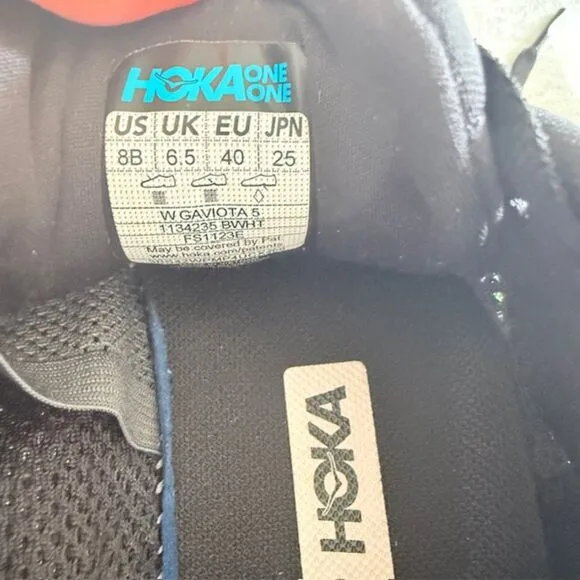 HOKA ONE ONE
US UK EU JPN
8B 6.5 40 25
W GAVIOTA 5
1134235 BWHT
FS1123E
May be covered by Pat
www.hoka.com/patents
HOKA